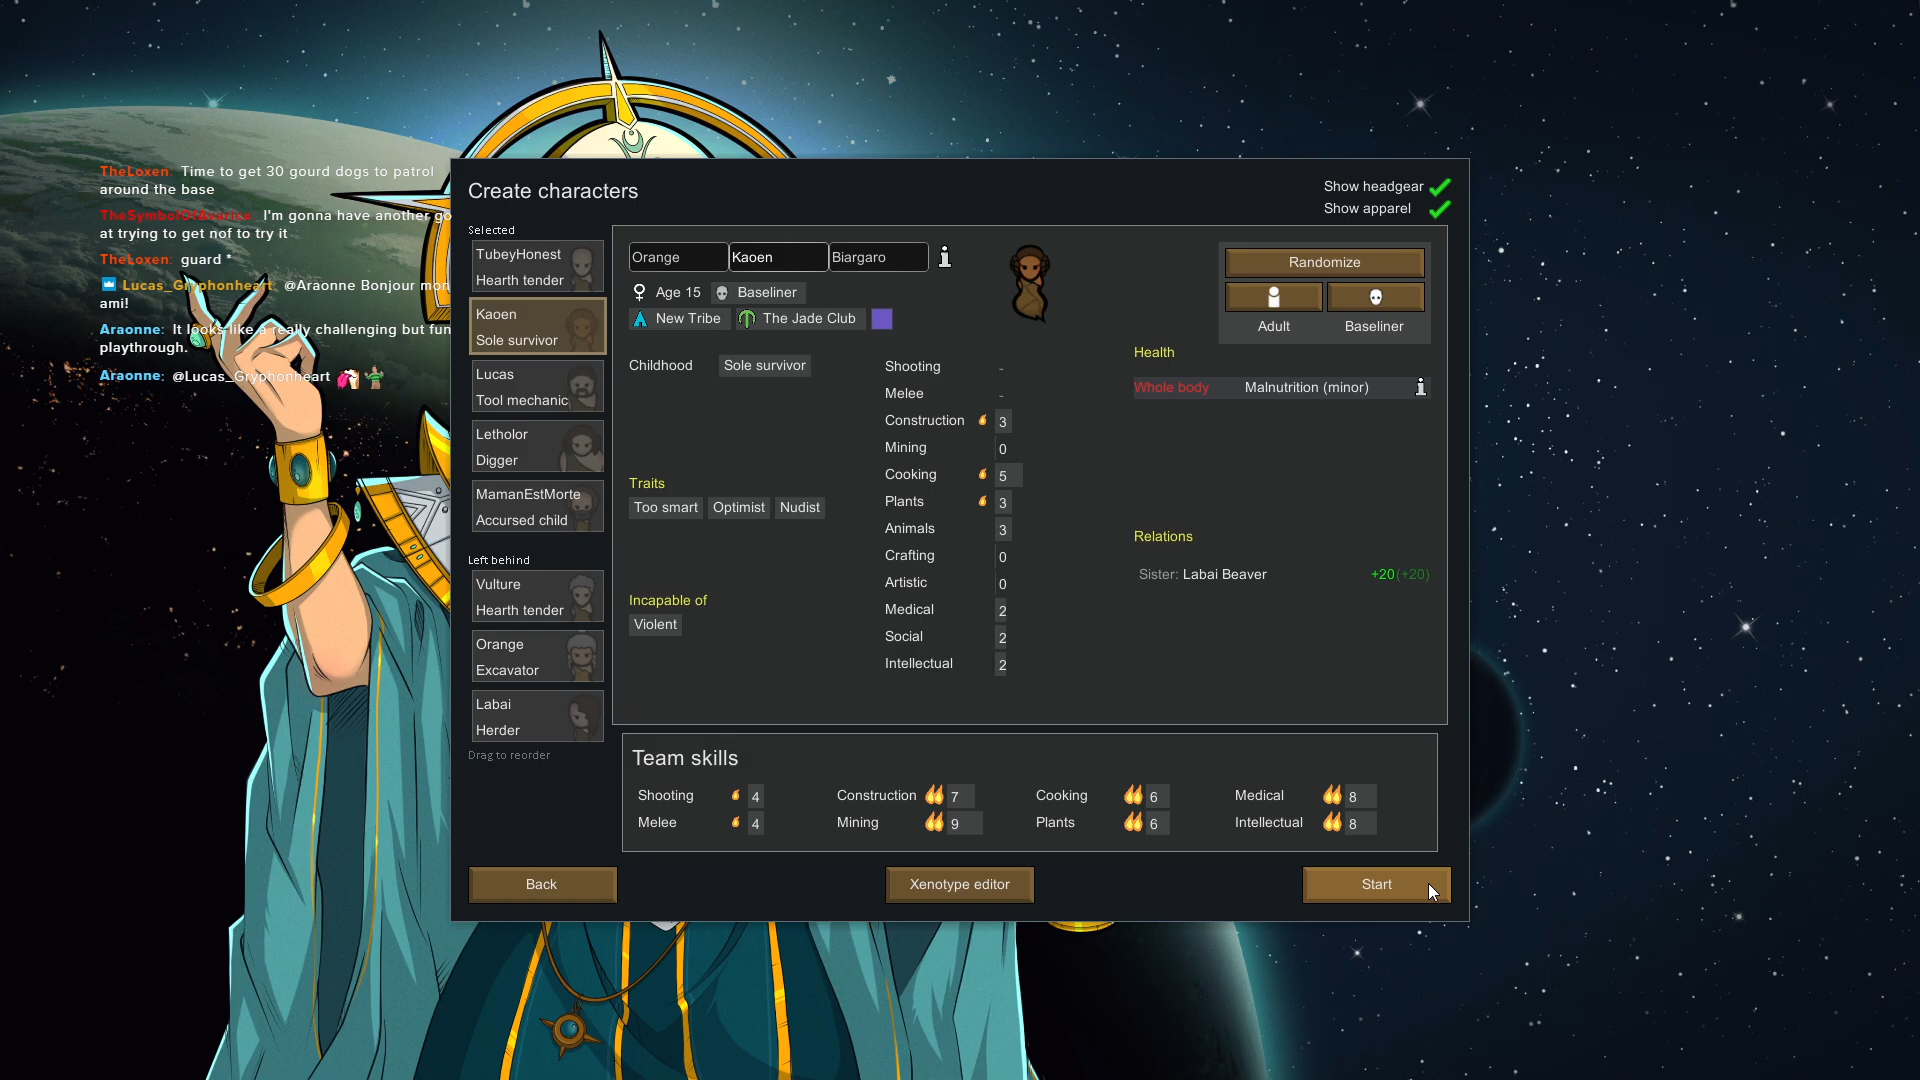 TheLoxen: Time to get 30 gourd dogs to patrol
around the base
I'm gonna have another go
at trying to get nof to try it
TheLoxen: guard *
Lucas_Gryphonheart: @Araonne Bonjour mon
ami!
Araonne: It looks like a really challenging but fun
playthrough.
Araonne: @Lucas_Gryphonheart
Create characters
Show headgear
Show apparel
Selected
TubeyHonest
Hearth tender
Kaoen
Sole survivor
Lucas
Tool mechanic
Letholor
Digger
MamanEstMorte
Accursed child
Left behind
Vulture
Hearth tender
Orange
Excavator
Labai
Herder
Drag to reorder
Orange Kaoen Biargaro
Age 15 Baseliner
New Tribe The Jade Club
Childhood Sole survivor
Traits
Too smart Optimist Nudist
Incapable of
Violent
Shooting -
Melee -
Construction 3
Mining 0
Cooking 5
Plants 3
Animals 3
Crafting 0
Artistic 0
Medical 2
Social 2
Intellectual 2
Randomize
Adult Baseliner
Health
Whole body Malnutrition (minor)
Relations
Sister: Labai Beaver +20(+20)
Team skills
Shooting 4 Construction 7 Cooking 6 Medical 8
Melee 4 Mining 9 Plants 6 Intellectual 8
Back Xenotype editor Start